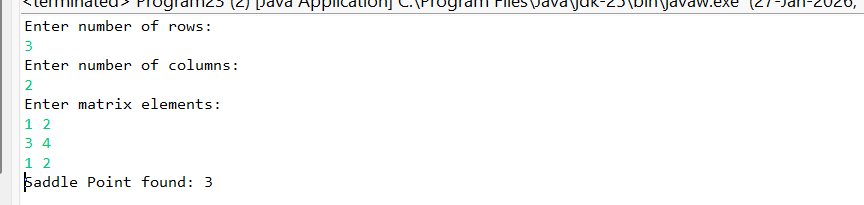 <terminated> Program23 (2) [Java Application] C:\Program Files\Java\jdk-25\bin\javaw.exe (27-Jan-2026,
Enter number of rows:
3
Enter number of columns:
2
Enter matrix elements:
1 2
3 4
1 2
Saddle Point found: 3